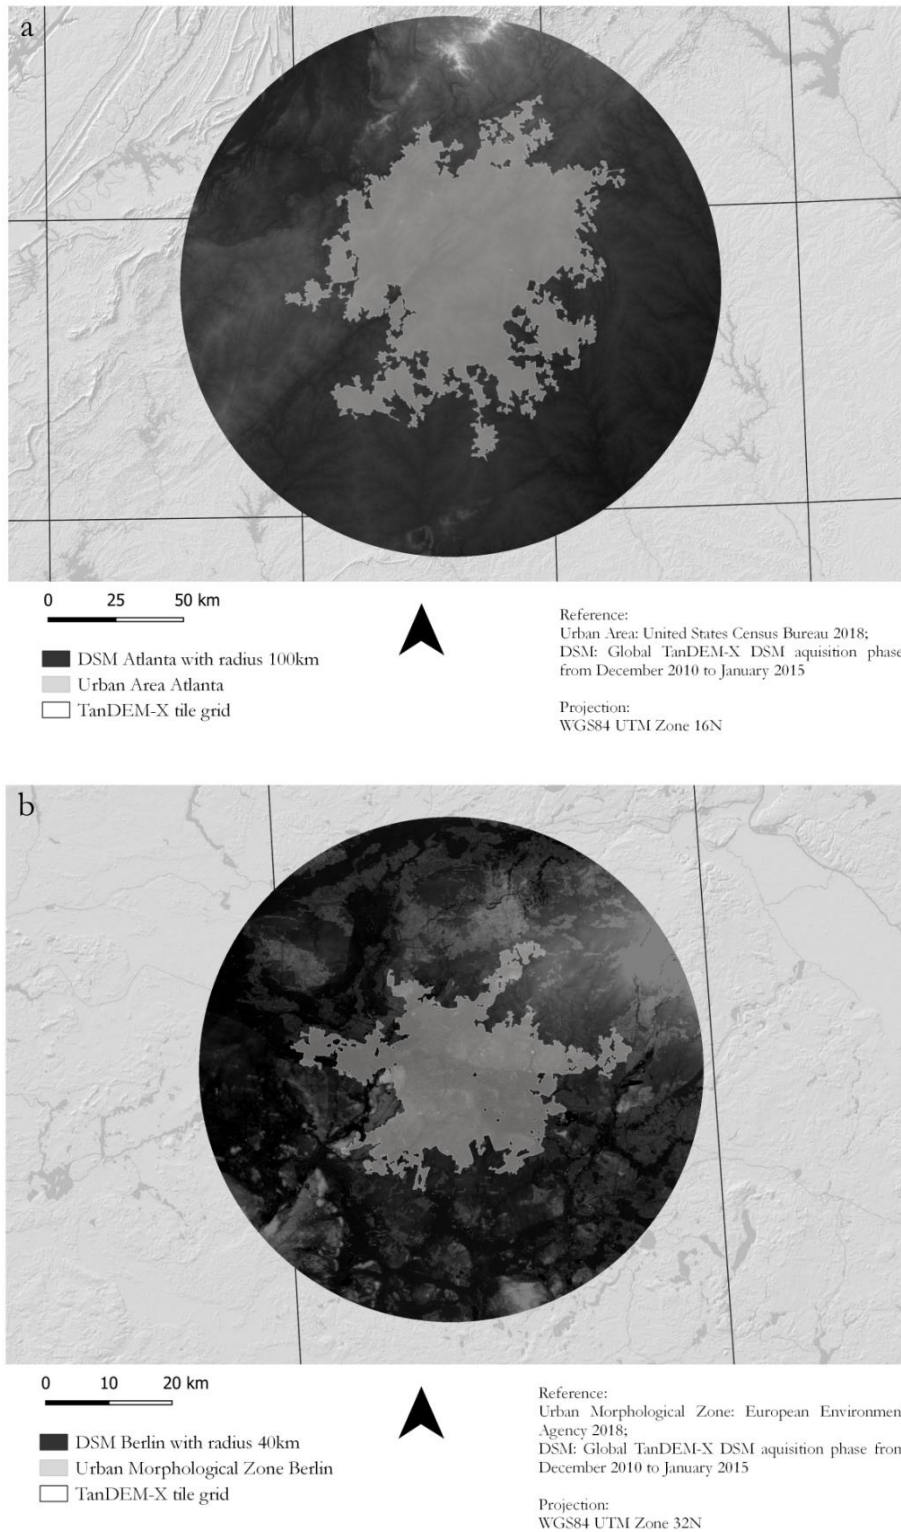 a
0 25 50 km
DSM Atlanta with radius 100km
Urban Area Atlanta
TanDEM-X tile grid
Reference:
Urban Area: United States Census Bureau 2018;
DSM: Global TanDEM-X DSM aquisition phase
from December 2010 to January 2015
Projection:
WGS84 UTM Zone 16N
b
0 10 20 km
DSM Berlin with radius 40km
Urban Morphological Zone Berlin
TanDEM-X tile grid
Reference:
Urban Morphological Zone: European Environmen
Agency 2018;
DSM: Global TanDEM-X DSM aquisition phase from
December 2010 to January 2015
Projection:
WGS84 UTM Zone 32N